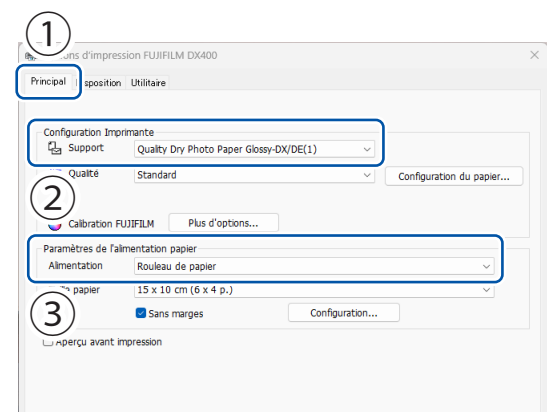 1
ns d'impression FUJIFILM DX400
Principal sposition Utilitaire
Configuration Imprimante
Support Quality Dry Photo Paper Glossy-DX/DE(1)
Qualité Standard Configuration du papier...
2
Calibration FUJIFILM Plus d'options...
Paramètres de l'alimentation papier
Alimentation Rouleau de papier
papier 15 x 10 cm (6 x 4 p.)
3
Sans marges Configuration...
Aperçu avant impression